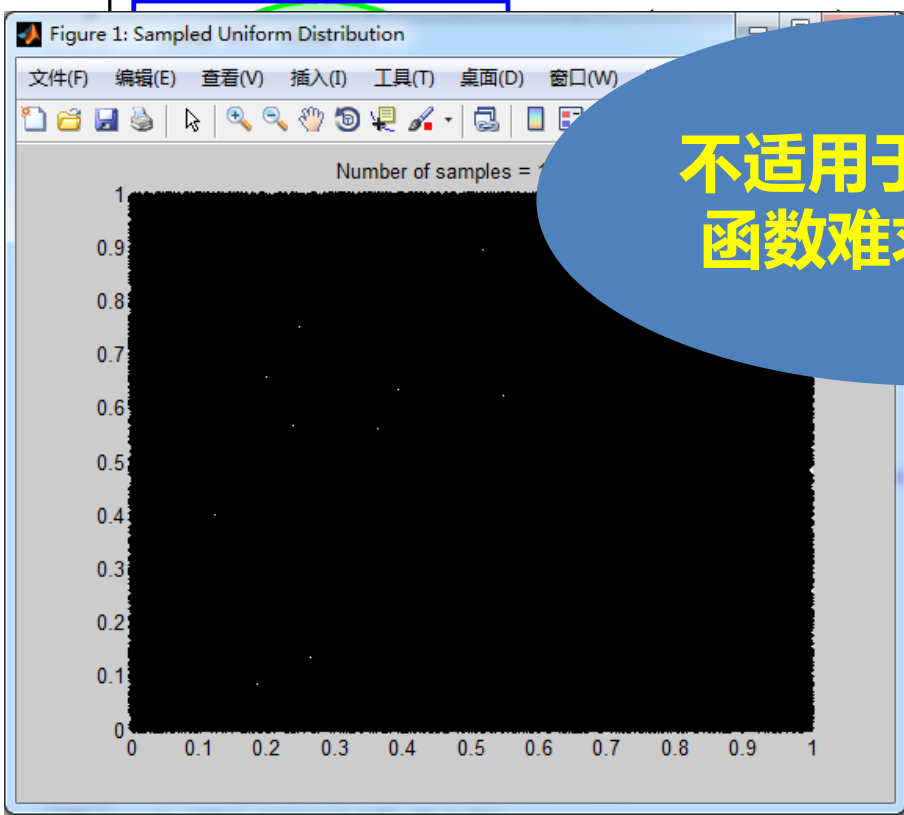 Figure 1: Sampled Uniform Distribution
文件(F) 编辑(E) 查看(V) 插入(I) 工具(T) 桌面(D) 窗口(W)
Number of samples =
不适用于
函数难求
1
0.9
0.8
0.7
0.6
0.5
0.4
0.3
0.2
0.1
0
0 0.1 0.2 0.3 0.4 0.5 0.6 0.7 0.8 0.9 1